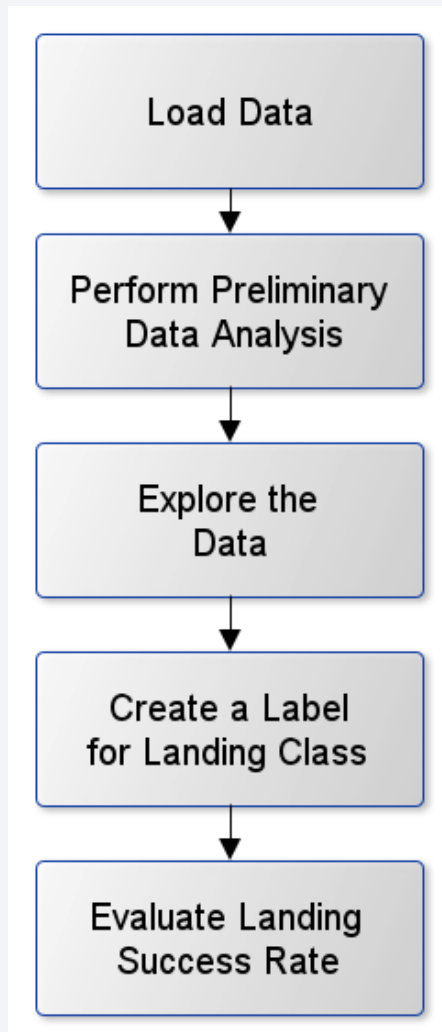 Load Data
Perform Preliminary
Data Analysis
Explore the
Data
Create a Label
for Landing Class
Evaluate Landing
Success Rate